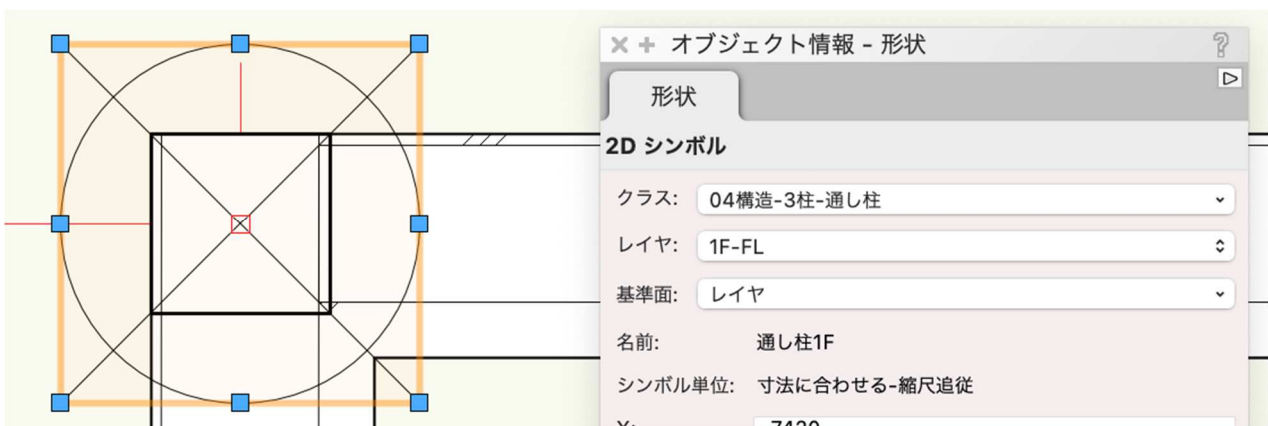 オブジェクト情報 – 形状
形状
2D シンボル
クラス: 04構造-3柱-通し柱
レイヤ: 1F-FL
基準面: レイヤ
名前: 通し柱1F
シンボル単位: 寸法に合わせる-縮尺追従